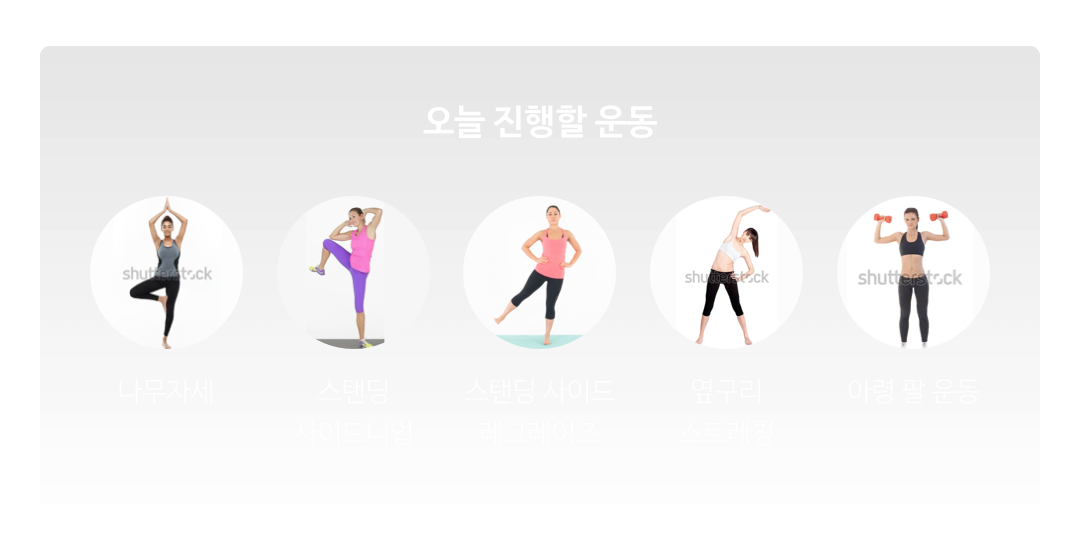 오늘 진행할 운동
shutterstock
shutterstock
shutterstock
나무자세
스탠딩
사이드 니업
스탠딩 사이드
레그레이즈
옆구리
스트레칭
아령 팔 운동